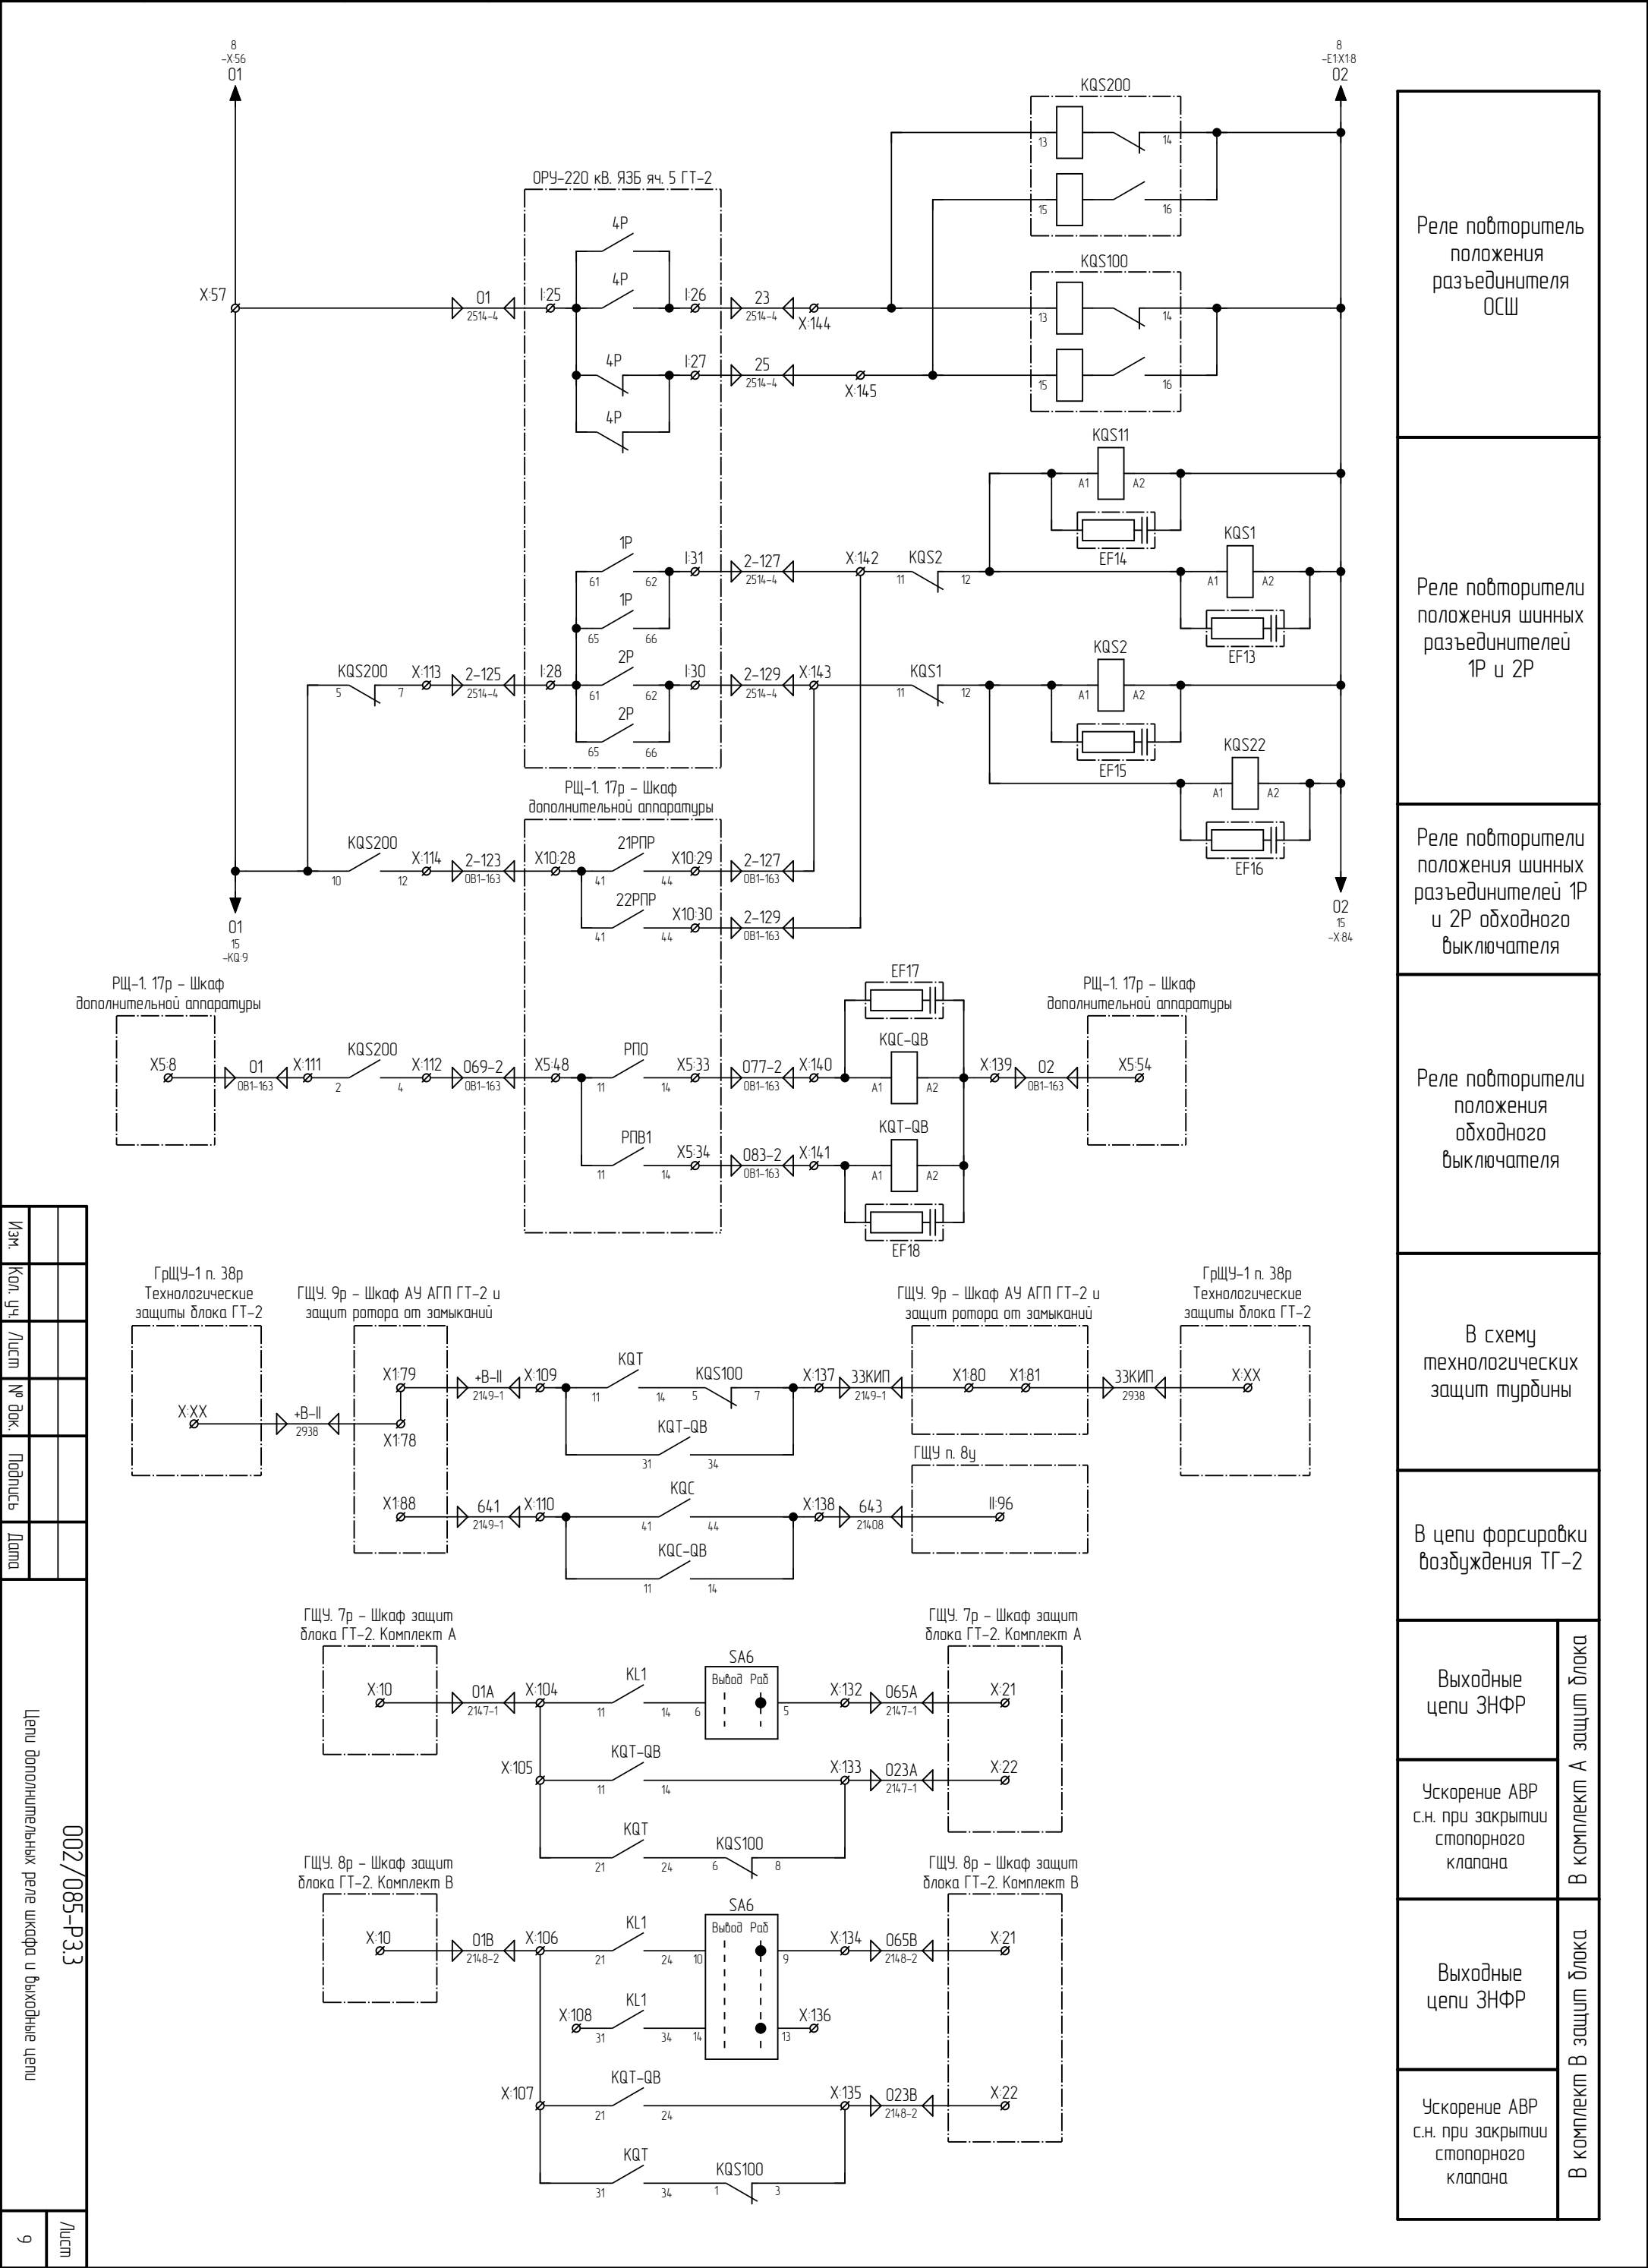 8
-X:56
01
8
-E1:X1:8
02
KQS200
13
14
15
16
ОРУ-220 кВ. ЯЗБ яч. 5 ГТ-2
4Р
4Р
KQS100
X:57
01
2514-4
I:25
I:26
23
2514-4
X:144
13
14
4Р
I:27
25
2514-4
X:145
15
16
4Р
KQS11
A1
A2
EF14
1Р
61
62
I:31
2-127
2514-4
X:142
KQS2
11
12
KQS1
A1
A2
EF13
1Р
65
66
KQS200
5
7
X:113
2-125
2514-4
I:28
2Р
61
62
I:30
2-129
2514-4
X:143
KQS1
11
12
KQS2
A1
A2
EF15
2Р
65
66
KQS22
A1
A2
EF16
РЩ-1. 17р - Шкаф
дополнительной аппаратуры
KQS200
10
12
X:114
2-123
ОВ1-163
X10:28
21РПР
41
44
X10:29
2-127
ОВ1-163
22РПР
41
44
X10:30
2-129
ОВ1-163
01
15
-KQ:9
02
15
-X:84
РЩ-1. 17р - Шкаф
дополнительной аппаратуры
X5:8
01
ОВ1-163
X:111
KQS200
2
4
X:112
069-2
ОВ1-163
X5:48
РПО
11
14
X5:33
077-2
ОВ1-163
X:140
EF17
KQC-QB
A1
A2
X:139
02
ОВ1-163
РЩ-1. 17р - Шкаф
дополнительной аппаратуры
X5:54
РПВ1
11
14
X5:34
083-2
ОВ1-163
X:141
KQT-QB
A1
A2
EF18
ГрЩУ-1 п. 38р
Технологические
защиты блока ГТ-2
X:XX
+В-II
2938
ГЩУ. 9р - Шкаф АУ АГП ГТ-2 и
защит ротора от замыканий
X1:79
X1:78
+В-II
2149-1
X:109
KQT
11
14
KQS100
5
7
X:137
33КИП
2149-1
KQT-QB
31
34
ГЩУ. 9р - Шкаф АУ АГП ГТ-2 и
защит ротора от замыканий
X1:80
X1:81
33КИП
2938
ГрЩУ-1 п. 38р
Технологические
защиты блока ГТ-2
X:XX
X1:88
641
2149-1
X:110
KQC
41
44
X:138
643
21408
ГЩУ п. 8у
II:96
KQC-QB
11
14
ГЩУ. 7р - Шкаф защит
блока ГТ-2. Комплект А
X:10
01А
2147-1
X:104
KL1
11
14
SA6
Вывод Раб
6
5
X:132
065А
2147-1
ГЩУ. 7р - Шкаф защит
блока ГТ-2. Комплект А
X:21
X:105
KQT-QB
11
14
X:133
023А
2147-1
X:22
KQT
21
24
KQS100
6
8
ГЩУ. 8р - Шкаф защит
блока ГТ-2. Комплект В
X:10
01В
2148-2
X:106
KL1
21
24
SA6
Вывод Раб
10
9
X:134
065В
2148-2
ГЩУ. 8р - Шкаф защит
блока ГТ-2. Комплект В
X:21
X:108
KL1
31
34
14
13
X:136
X:107
KQT-QB
21
24
X:135
023В
2148-2
X:22
KQT
31
34
KQS100
1
3
Реле повторитель
положения
разъединителя
ОСШ
Реле повторители
положения шинных
разъединителей
1Р и 2Р
Реле повторители
положения шинных
разъединителей 1Р
и 2Р обходного
выключателя
Реле повторители
положения
обходного
выключателя
В схему
технологических
защит турбины
В цепи форсировки
возбуждения ТГ-2
Выходные
цепи ЗНФР
Ускорение АВР
с.н. при закрытии
стопорного
клапана
В комплект А защит блока
Выходные
цепи ЗНФР
Ускорение АВР
с.н. при закрытии
стопорного
клапана
В комплект В защит блока
Изм.
Кол. уч.
Лист
№ док.
Подпись
Дата
002/085-РЗ.3
Цепи дополнительных реле шкафа и выходные цепи
Лист
9